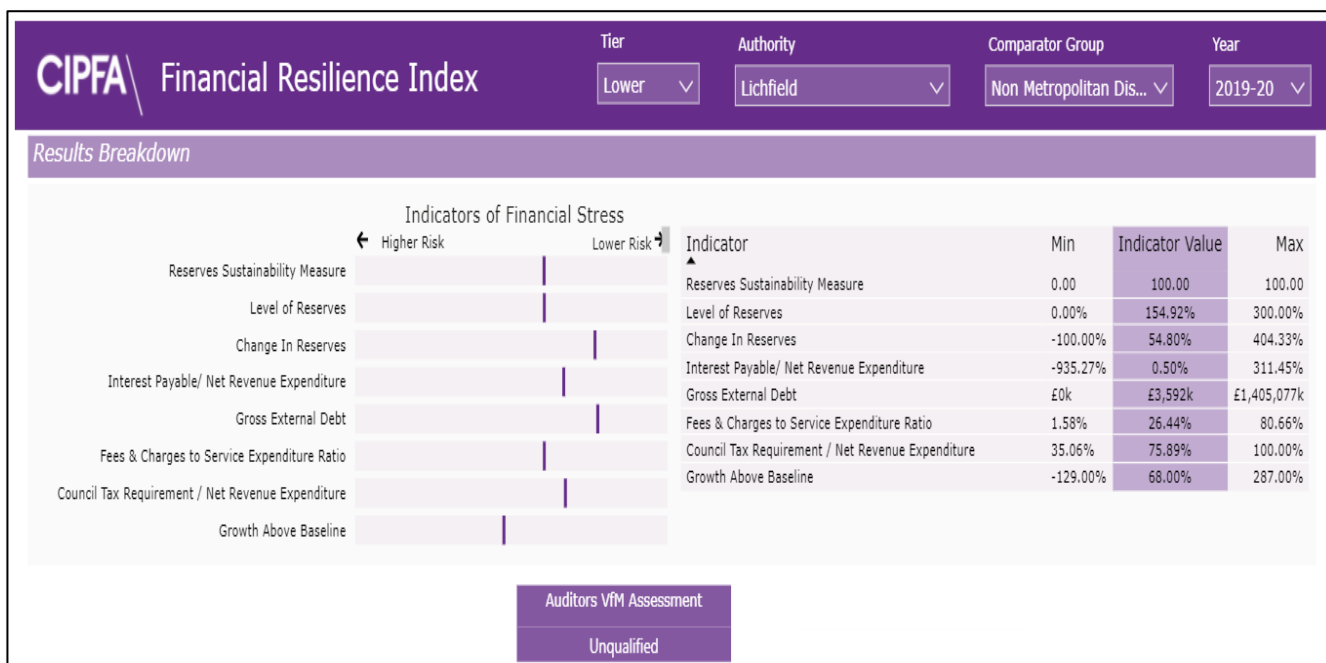 CIPFA\ Financial Resilience Index
Tier
Lower
Authority
Lichfield
Comparator Group
Non Metropolitan Dis...
Year
2019-20
Results Breakdown
Indicators of Financial Stress
← Higher Risk Lower Risk →
Reserves Sustainability Measure
Level of Reserves
Change In Reserves
Interest Payable/ Net Revenue Expenditure
Gross External Debt
Fees & Charges to Service Expenditure Ratio
Council Tax Requirement / Net Revenue Expenditure
Growth Above Baseline
Indicator Min Indicator Value Max
Reserves Sustainability Measure 0.00 100.00 100.00
Level of Reserves 0.00% 154.92% 300.00%
Change In Reserves -100.00% 54.80% 404.33%
Interest Payable/ Net Revenue Expenditure -935.27% 0.50% 311.45%
Gross External Debt £0k £3,592k £1,405,077k
Fees & Charges to Service Expenditure Ratio 1.58% 26.44% 80.66%
Council Tax Requirement / Net Revenue Expenditure 35.06% 75.89% 100.00%
Growth Above Baseline -129.00% 68.00% 287.00%
Auditors VfM Assessment
Unqualified